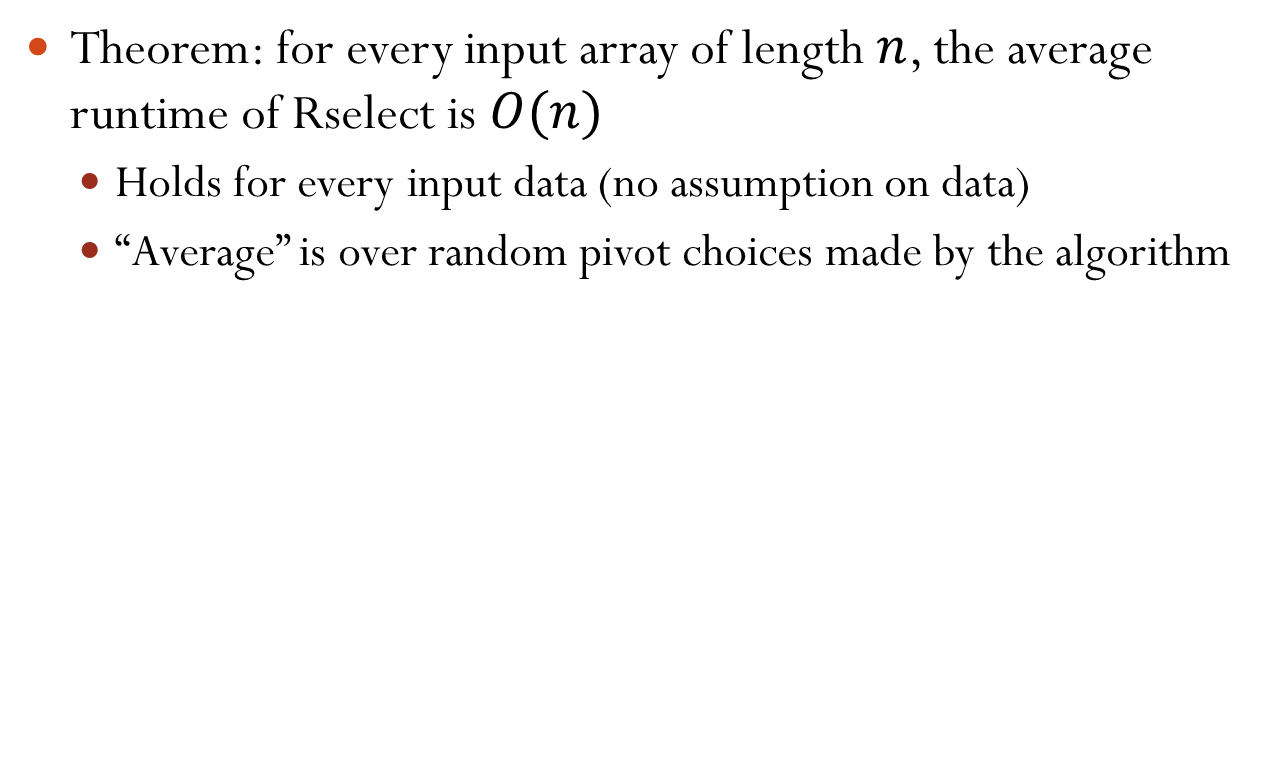 • Theorem: for every input array of length n, the average
runtime of Rselect is O(n)
• Holds for every input data (no assumption on data)
• “Average” is over random pivot choices made by the algorithm